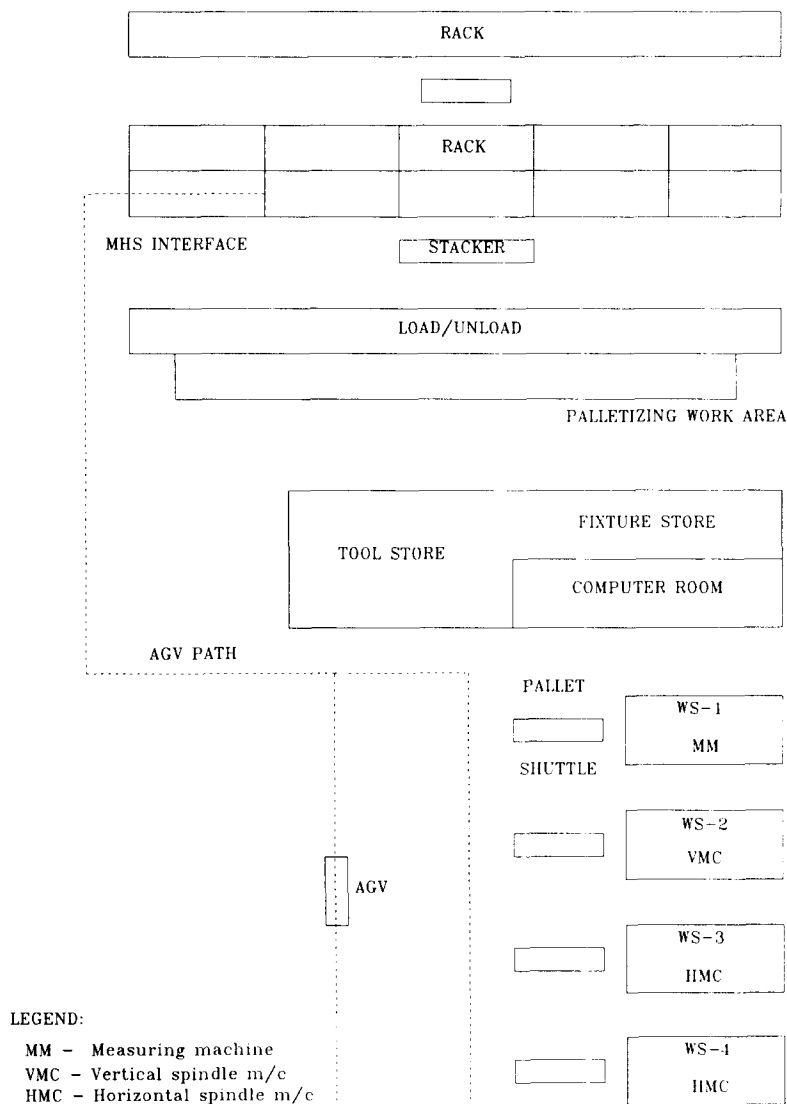 RACK
RACK
MHS INTERFACE
STACKER
LOAD/UNLOAD
PALLETIZING WORK AREA
FIXTURE STORE
TOOL STORE
COMPUTER ROOM
AGV PATH
PALLET
SHUTTLE
WS-1
MM
WS-2
VMC
AGV
WS-3
HMC
WS-4
HMC
LEGEND:
MM - Measuring machine
VMC - Vertical spindle m/c
HMC - Horizontal spindle m/c